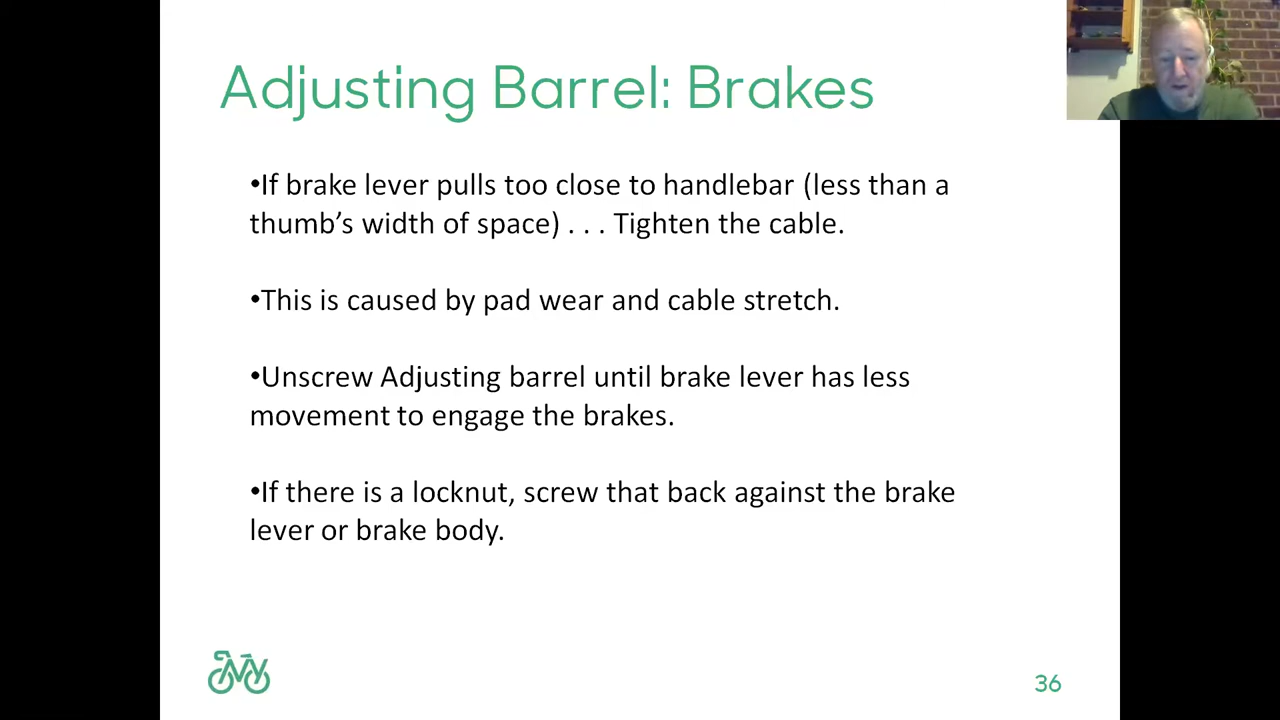 Adjusting Barrel: Brakes
•If brake lever pulls too close to handlebar (less than a
thumb’s width of space) . . . Tighten the cable.
•This is caused by pad wear and cable stretch.
•Unscrew Adjusting barrel until brake lever has less
movement to engage the brakes.
•If there is a locknut, screw that back against the brake
lever or brake body.
36